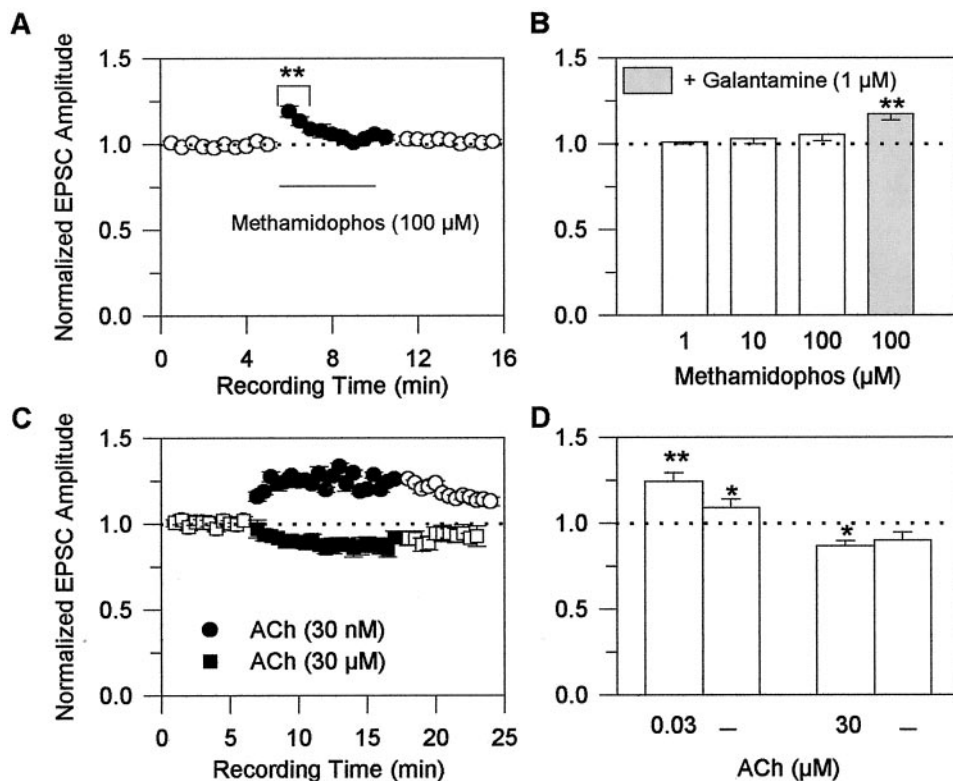 A
Normalized EPSC Amplitude
1.5
1.0
0.5
0.0
**
Methamidophos (100 µM)
0 4 8 12 16
Recording Time (min)
B
1.5
1.0
0.5
0.0
+ Galantamine (1 µM)
**
1 10 100 100
Methamidophos (µM)
C
Normalized EPSC Amplitude
1.5
1.0
0.5
0.0
ACh (30 nM)
ACh (30 µM)
0 5 10 15 20 25
Recording Time (min)
D
1.5
1.0
0.5
0.0
**
*
*
0.03 – 30 –
ACh (µM)